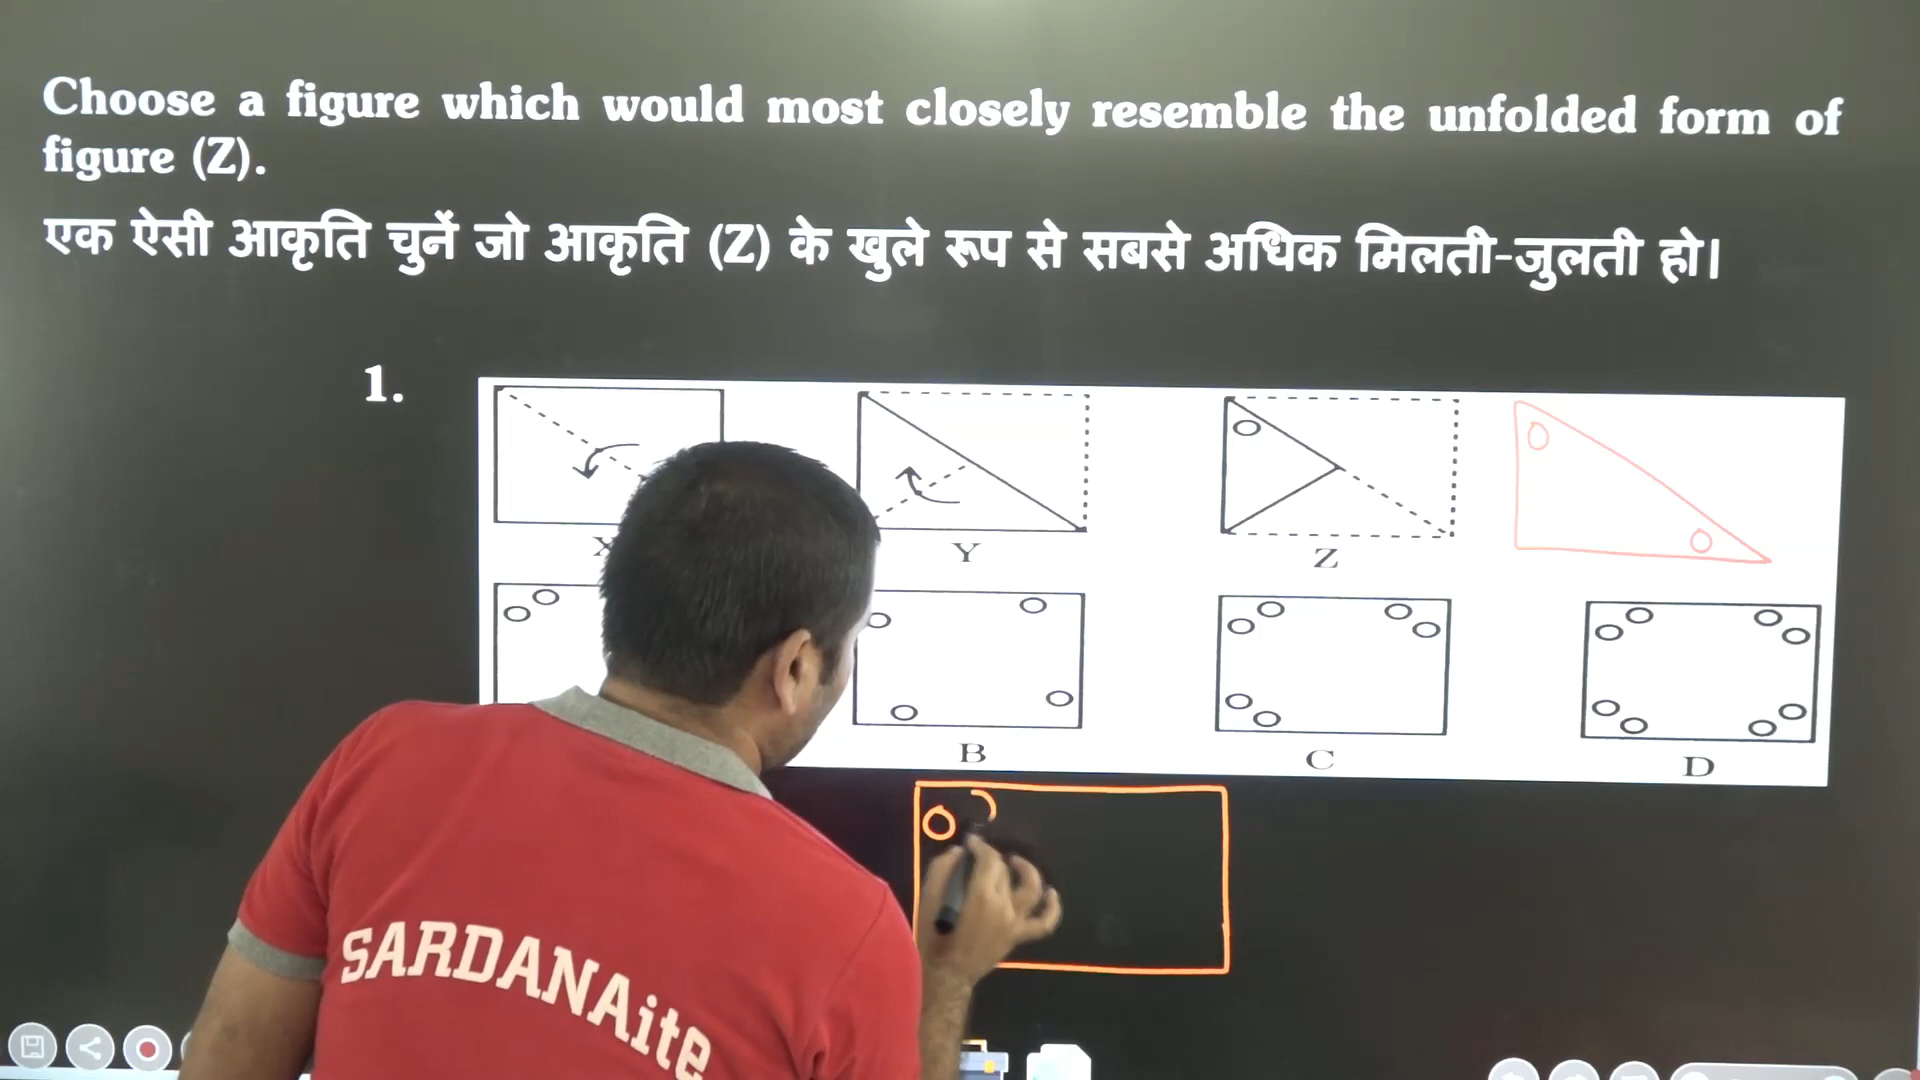 Choose a figure which would most closely resemble the unfolded form of
figure (Z).
एक ऐसी आकृति चुनें जो आकृति (Z) के खुले रूप से सबसे अधिक मिलती-जुलती हो।
1.
X Y Z
B C D
SARDANAite